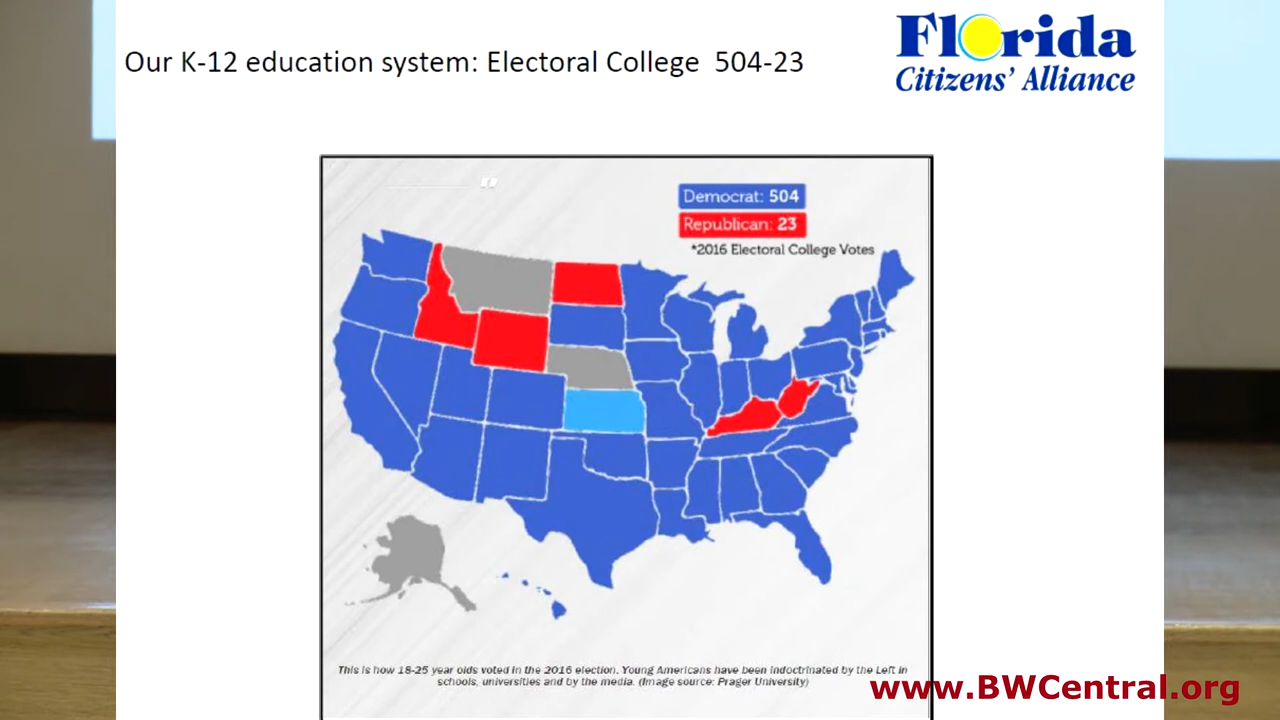 Our K-12 education system: Electoral College 504-23
Florida
Citizens' Alliance
Democrat: 504
Republican: 23
*2016 Electoral College Votes
This is how 18-25 year olds voted in the 2016 election. Young Americans have been indoctrinated by the Left in
schools, universities and by the media. (Image source: Prager University)
www.BWCentral.org